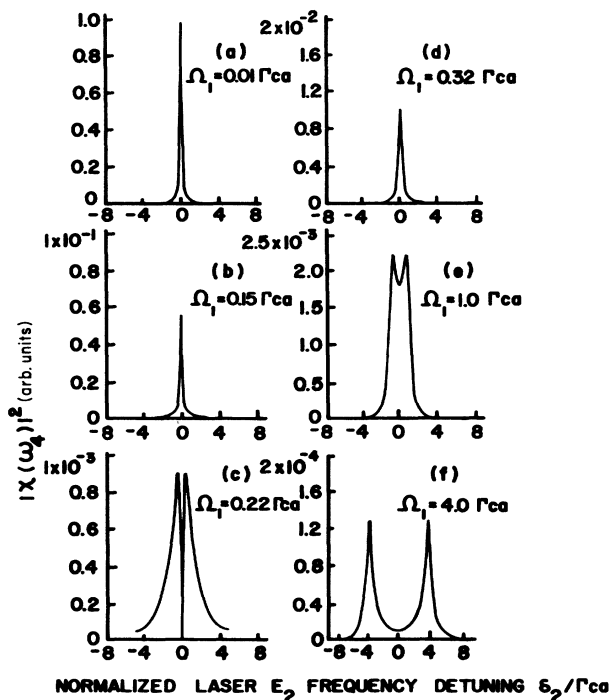 1.0
0.8
0.6
0.4
0.2
0
-8 -4 0 4 8
(a)
Ω₁=0.01 Γca
2x10⁻²
1.6
1.2
0.8
0.4
0
-8 -4 0 4 8
(d)
Ω₁=0.32 Γca
1x10⁻¹
0.8
0.6
0.4
0.2
0
-8 -4 0 4 8
(b)
Ω₁=0.15 Γca
2.5x10⁻³
2.0
1.5
1.0
0.5
0
-8 -4 0 4 8
(e)
Ω₁=1.0 Γca
1x10⁻³
0.8
0.6
0.4
0.2
0
-8 -4 0 4 8
(c)
Ω₁=0.22 Γca
2x10⁻⁴
1.6
1.2
0.8
0.4
0
-8 -4 0 4 8
(f)
Ω₁=4.0 Γca
|χ(ω₄)|² (arb. units)
NORMALIZED LASER E₂ FREQUENCY DETUNING δ₂/Γca